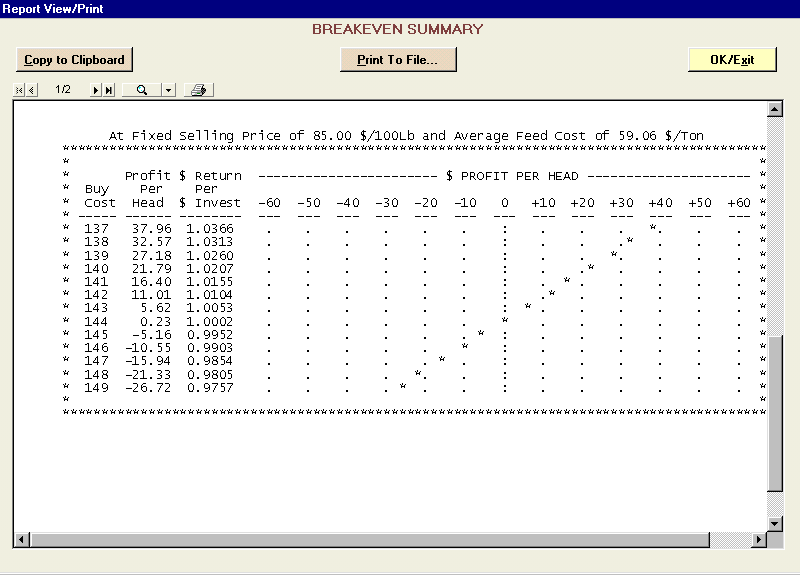 Report View/Print
BREAKEVEN SUMMARY
Copy to Clipboard Print To File... OK/Exit
1/2
At Fixed Selling Price of 85.00 $/100Lb and Average Feed Cost of 59.06 $/Ton
*******************************************************************************************
* *
* Profit $ Return ----------------------- $ PROFIT PER HEAD --------------------- *
* Buy Per Per *
* Cost Head $ Invest -60 -50 -40 -30 -20 -10 0 +10 +20 +30 +40 +50 +60 *
* ----- ------ -------- --- --- --- --- --- --- --- --- --- --- --- --- --- *
* 137 37.96 1.0366 . . . . . . : . . . *. . . *
* 138 32.57 1.0313 . . . . . . : . . .* . . . *
* 139 27.18 1.0260 . . . . . . : . . *. . . . *
* 140 21.79 1.0207 . . . . . . : . .* . . . . *
* 141 16.40 1.0155 . . . . . . : . * . . . . . *
* 142 11.01 1.0104 . . . . . . : .* . . . . . *
* 143 5.62 1.0053 . . . . . . : * . . . . . . *
* 144 0.23 1.0002 . . . . . . * . . . . . . *
* 145 -5.16 0.9952 . . . . . . * : . . . . . . *
* 146 -10.55 0.9903 . . . . . * : . . . . . . *
* 147 -15.94 0.9854 . . . . . * . : . . . . . . *
* 148 -21.33 0.9805 . . . . *. . : . . . . . . *
* 149 -26.72 0.9757 . . . . * . . : . . . . . . *
* *
*******************************************************************************************